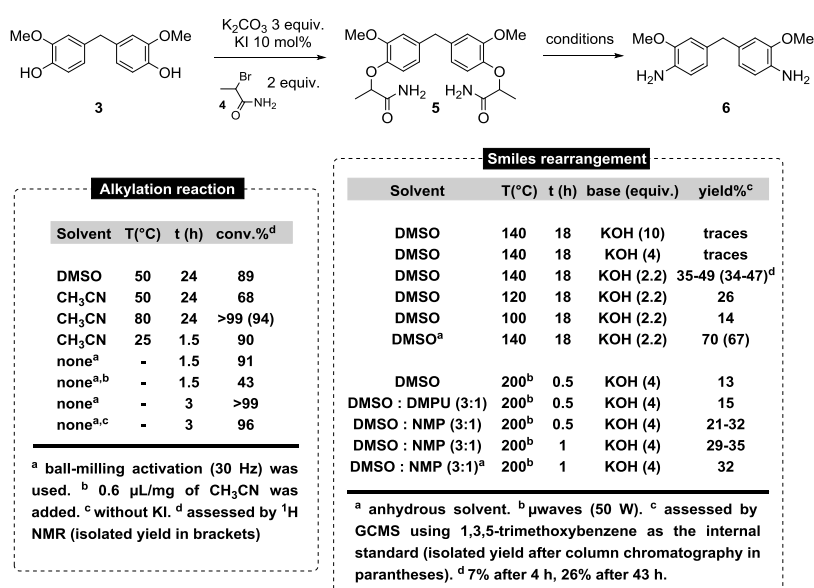 K₂CO₃ 3 equiv.
KI 10 mol%
Br
4
NH₂
O
2 equiv.
MeO
OMe
HO
OH
3
MeO
OMe
O
O
NH₂
H₂N
O
O
5
conditions
MeO
OMe
NH₂
NH₂
6
Alkylation reaction
Solvent T(°C) t (h) conv.%ᵈ
DMSO 50 24 89
CH₃CN 50 24 68
CH₃CN 80 24 >99 (94)
CH₃CN 25 1.5 90
noneᵃ - 1.5 91
noneᵃ,ᵇ - 1.5 43
noneᵃ - 3 >99
noneᵃ,ᶜ - 3 96
ᵃ ball-milling activation (30 Hz) was
used. ᵇ 0.6 µL/mg of CH₃CN was
added. ᶜ without KI. ᵈ assessed by ¹H
NMR (isolated yield in brackets)
Smiles rearrangement
Solvent T(°C) t (h) base (equiv.) yield%ᶜ
DMSO 140 18 KOH (10) traces
DMSO 140 18 KOH (4) traces
DMSO 140 18 KOH (2.2) 35-49 (34-47)ᵈ
DMSO 120 18 KOH (2.2) 26
DMSO 100 18 KOH (2.2) 14
DMSOᵃ 140 18 KOH (2.2) 70 (67)
DMSO 200ᵇ 0.5 KOH (4) 13
DMSO : DMPU (3:1) 200ᵇ 0.5 KOH (4) 15
DMSO : NMP (3:1) 200ᵇ 0.5 KOH (4) 21-32
DMSO : NMP (3:1) 200ᵇ 1 KOH (4) 29-35
DMSO : NMP (3:1)ᵃ 200ᵇ 1 KOH (4) 32
ᵃ anhydrous solvent. ᵇ µwaves (50 W). ᶜ assessed by
GCMS using 1,3,5-trimethoxybenzene as the internal
standard (isolated yield after column chromatography in
parantheses). ᵈ 7% after 4 h, 26% after 43 h.